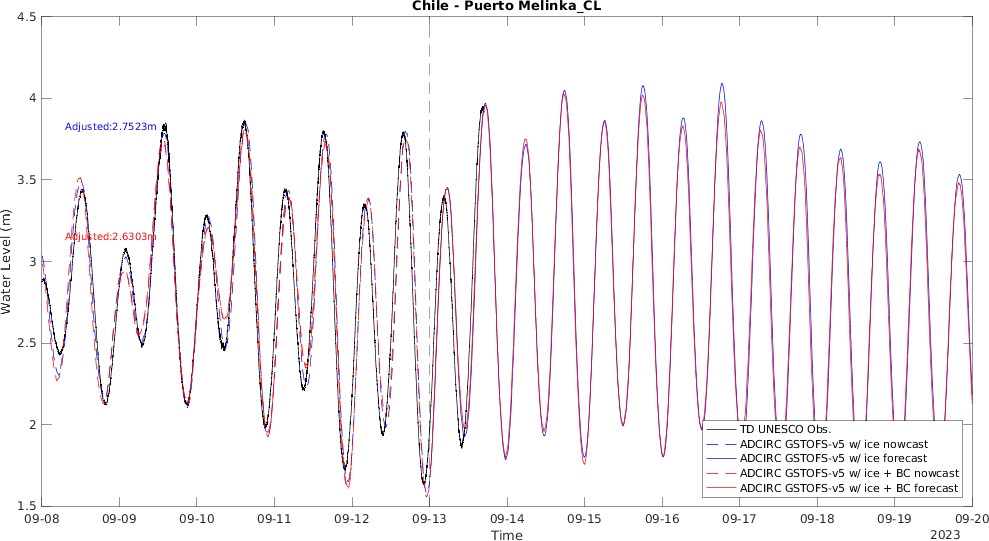 Chile - Puerto Melinka_CL
4.5
4
3.5
3
2.5
2
1.5
Water Level (m)
Adjusted:2.7523m
Adjusted:2.6303m
TD UNESCO Obs.
ADCIRC GSTOFS-v5 w/ ice nowcast
ADCIRC GSTOFS-v5 w/ ice forecast
ADCIRC GSTOFS-v5 w/ ice + BC nowcast
ADCIRC GSTOFS-v5 w/ ice + BC forecast
09-08 09-09 09-10 09-11 09-12 09-13 09-14 09-15 09-16 09-17 09-18 09-19 09-20
Time
2023